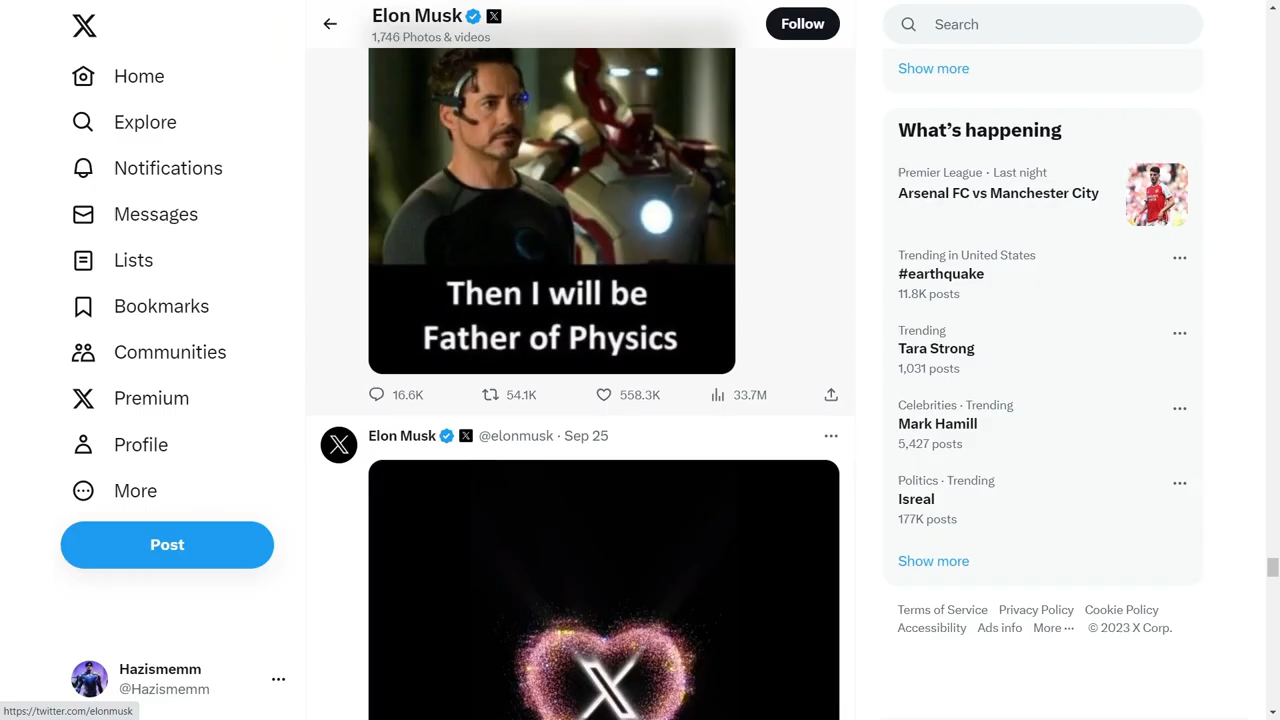 Home
Explore
Notifications
Messages
Lists
Bookmarks
Communities
Premium
Profile
More
Post
Hazismemm
@Hazismemm
https://twitter.com/elonmusk
Elon Musk
1,746 Photos & videos
Follow
Then I will be
Father of Physics
16.6K 54.1K 558.3K 33.7M
Elon Musk @elonmusk · Sep 25
Search
Show more
What’s happening
Premier League · Last night
Arsenal FC vs Manchester City
Trending in United States
#earthquake
11.8K posts
Trending
Tara Strong
1,031 posts
Celebrities · Trending
Mark Hamill
5,427 posts
Politics · Trending
Isreal
177K posts
Show more
Terms of Service Privacy Policy Cookie Policy
Accessibility Ads info More ··· © 2023 X Corp.